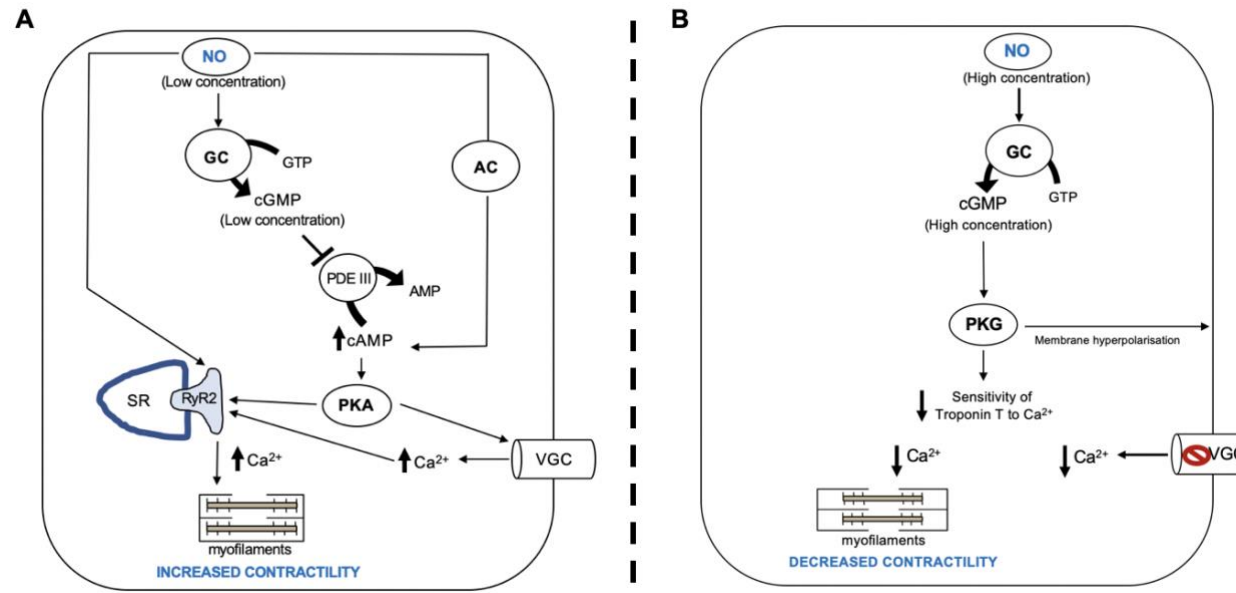 A
NO
(Low concentration)
GC
GTP
cGMP
(Low concentration)
AC
PDE III
AMP
cAMP
PKA
SR
RyR2
Ca²⁺
Ca²⁺
VGC
myofilaments
INCREASED CONTRACTILITY
B
NO
(High concentration)
GC
GTP
cGMP
(High concentration)
PKG
Membrane hyperpolarisation
Sensitivity of
Troponin T to Ca²⁺
Ca²⁺
Ca²⁺
VGC
myofilaments
DECREASED CONTRACTILITY